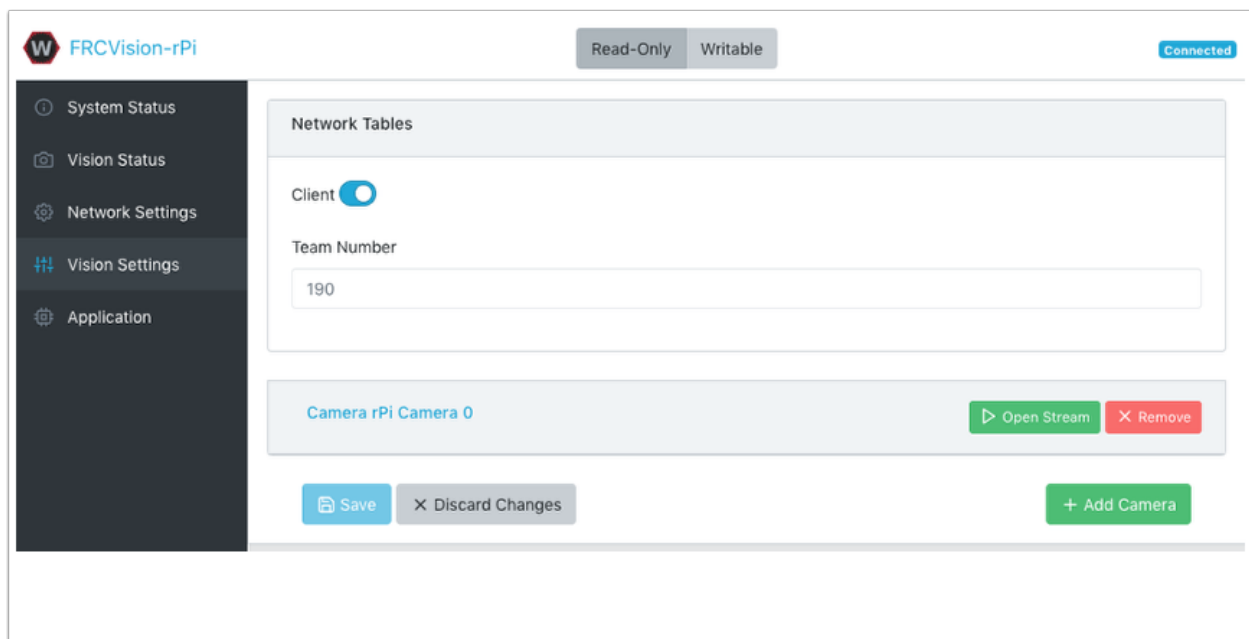 W FRCVision-rPi
Read-Only Writable
Connected
System Status
Vision Status
Network Settings
Vision Settings
Application
Network Tables
Client
Team Number
190
Camera rPi Camera 0
Open Stream
Remove
Save
Discard Changes
Add Camera